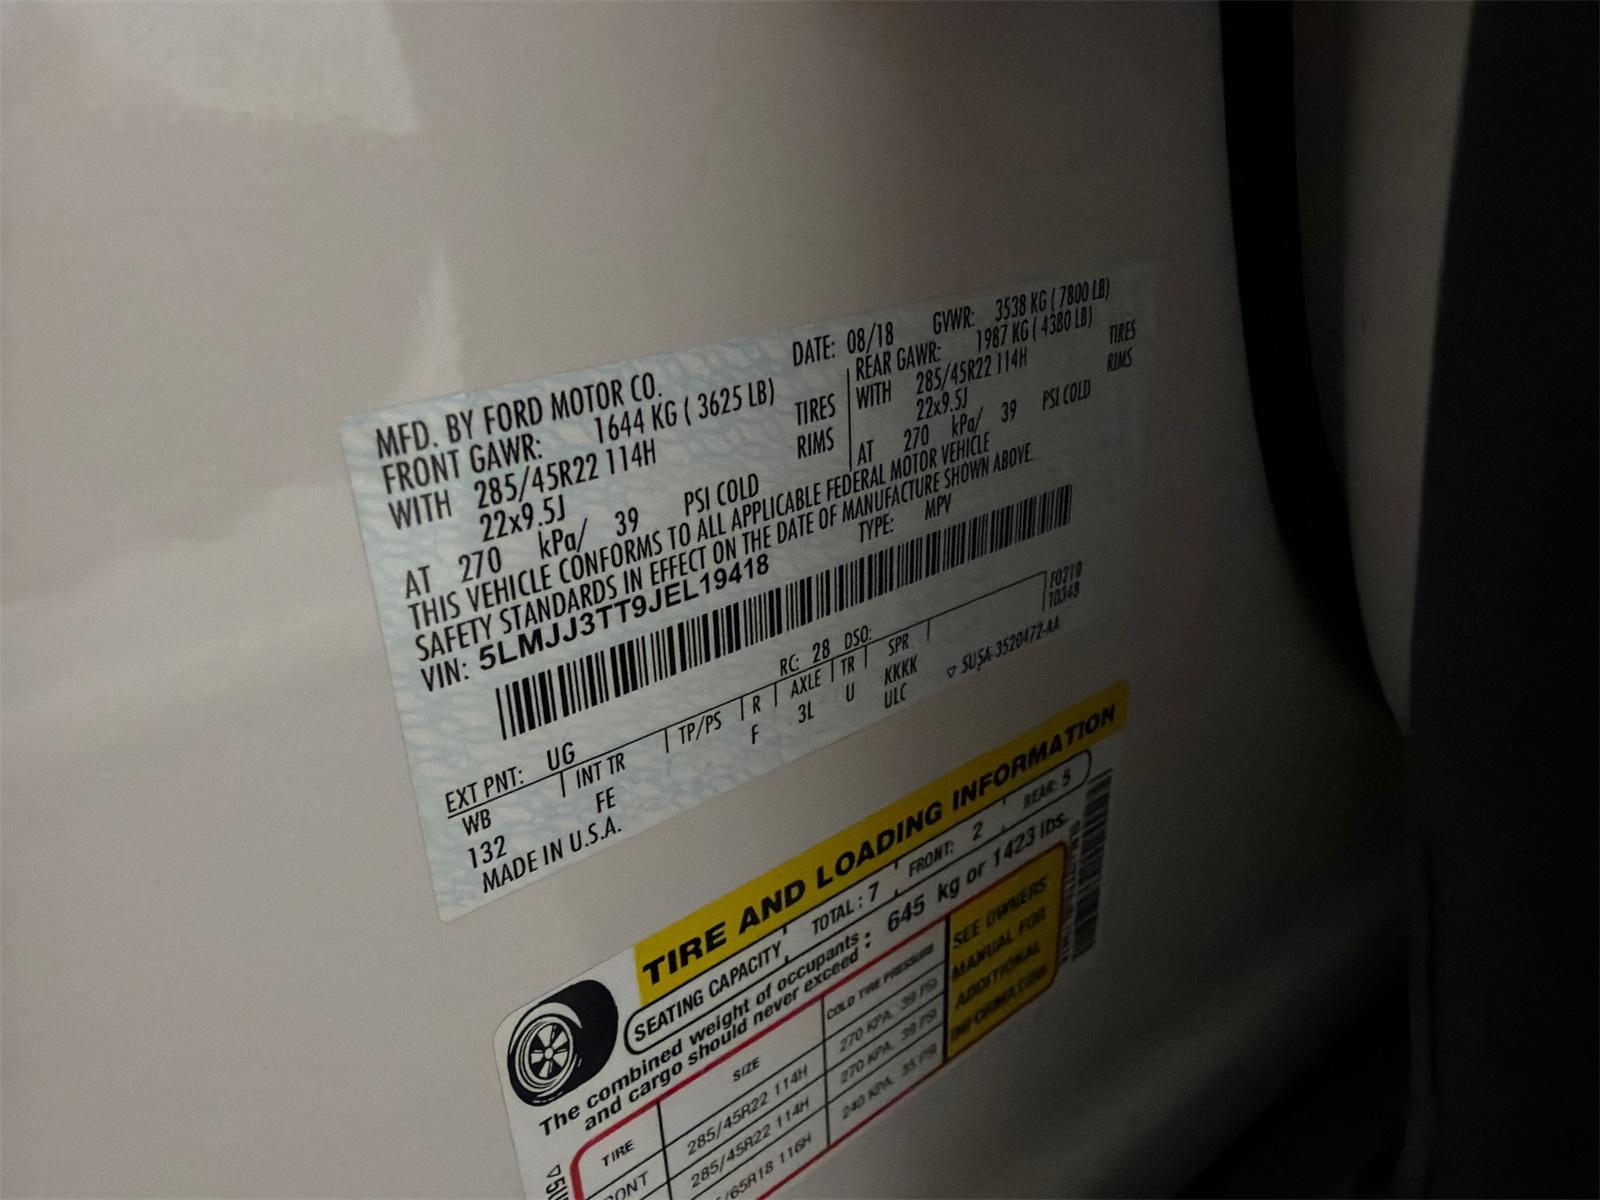 MFD. BY FORD MOTOR CO. DATE: 08/18 GVWR: 3538 KG ( 7800 LB)
FRONT GAWR: 1644 KG ( 3625 LB) REAR GAWR: 1987 KG ( 4380 LB)
WITH 285/45R22 114H TIRES WITH 285/45R22 114H TIRES
22x9.5J RIMS 22x9.5J RIMS
AT 270 kPa/ 39 PSI COLD AT 270 kPa/ 39 PSI COLD
THIS VEHICLE CONFORMS TO ALL APPLICABLE FEDERAL MOTOR VEHICLE
SAFETY STANDARDS IN EFFECT ON THE DATE OF MANUFACTURE SHOWN ABOVE.
VIN: 5LMJJ3TT9JEL19418 TYPE: MPV
F0210
T0348
EXT PNT: UG RC: 28 DSO:
WB INT TR TP/PS R AXLE TR SPR
132 FE F 3L U KKKK
ULC
MADE IN U.S.A. ▽ SU5A-3520472-AA
TIRE AND LOADING INFORMATION
SEATING CAPACITY TOTAL: 7 FRONT: 2 REAR: 5
The combined weight of occupants and cargo should never exceed : 645 kg or 1423 lbs.
TIRE SIZE COLD TIRE PRESSURE
285/45R22 114H 270 KPA, 39 PSI
285/45R22 114H 270 KPA, 39 PSI
/65R18 116H 240 KPA, 35 PSI
SEE OWNERS
MANUAL FOR
ADDITIONAL
INFORMATION